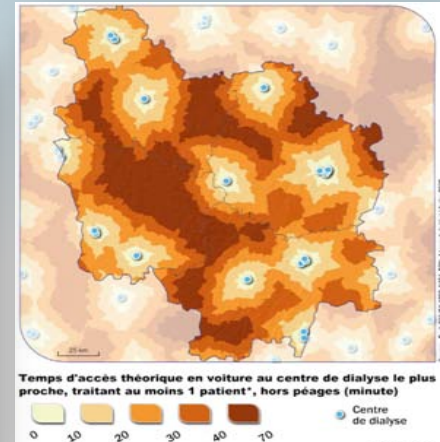 25 km
Temps d'accès théorique en voiture au centre de dialyse le plus
proche, traitant au moins 1 patient*, hors péages (minute)
0 10 20 30 40 70
Centre
de dialyse